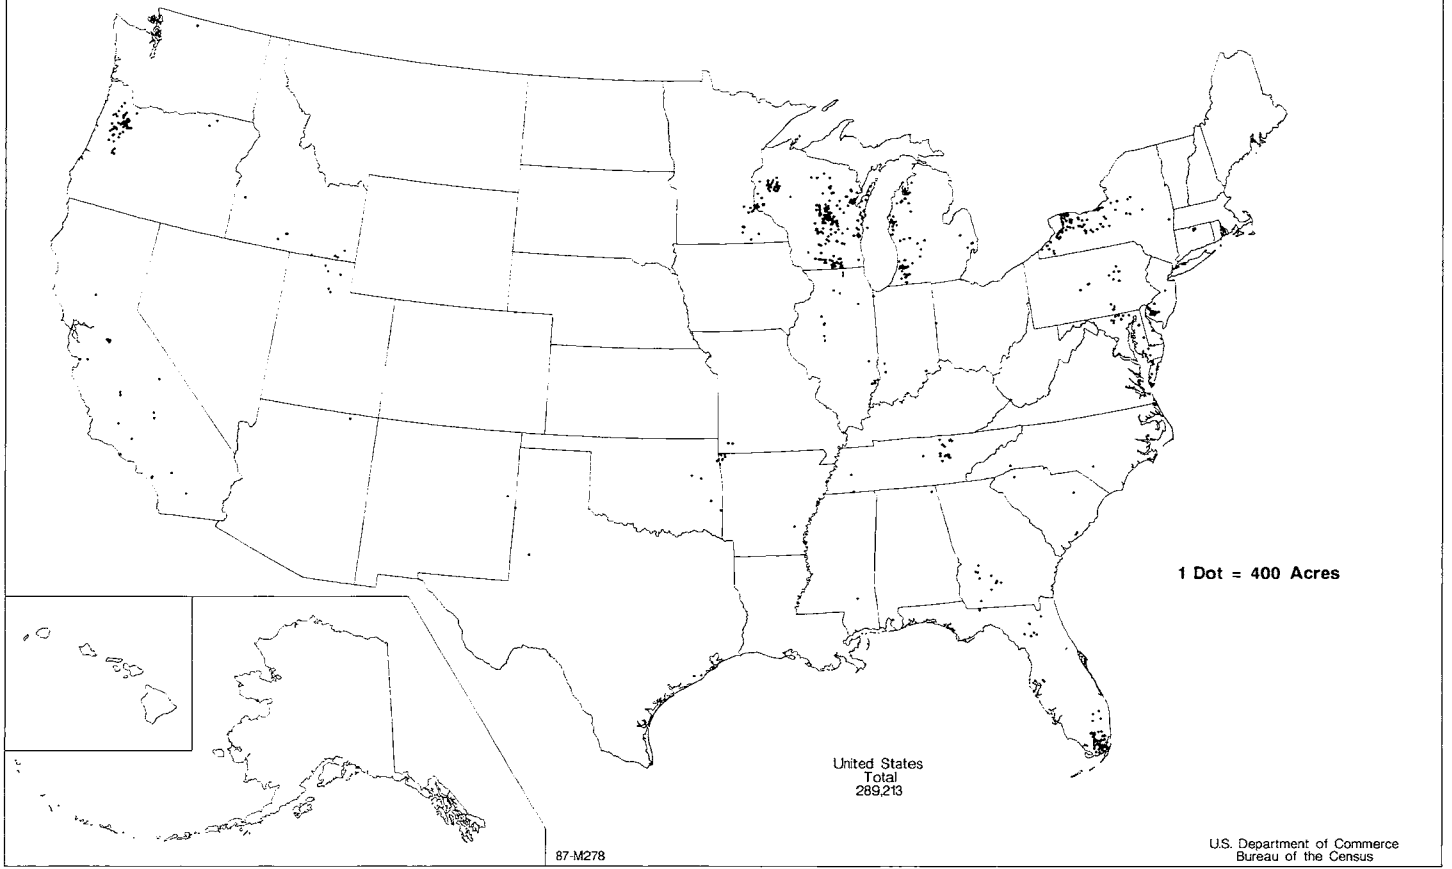 1 Dot = 400 Acres
United States
Total
289,213
87-M278
U.S. Department of Commerce
Bureau of the Census